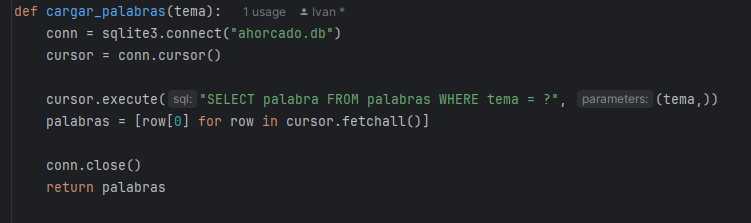 def cargar_palabras(tema): 1 usage Ivan *
conn = sqlite3.connect("ahorcado.db")
cursor = conn.cursor()
cursor.execute( sql: "SELECT palabra FROM palabras WHERE tema = ?", parameters: (tema,))
palabras = [row[0] for row in cursor.fetchall()]
conn.close()
return palabras